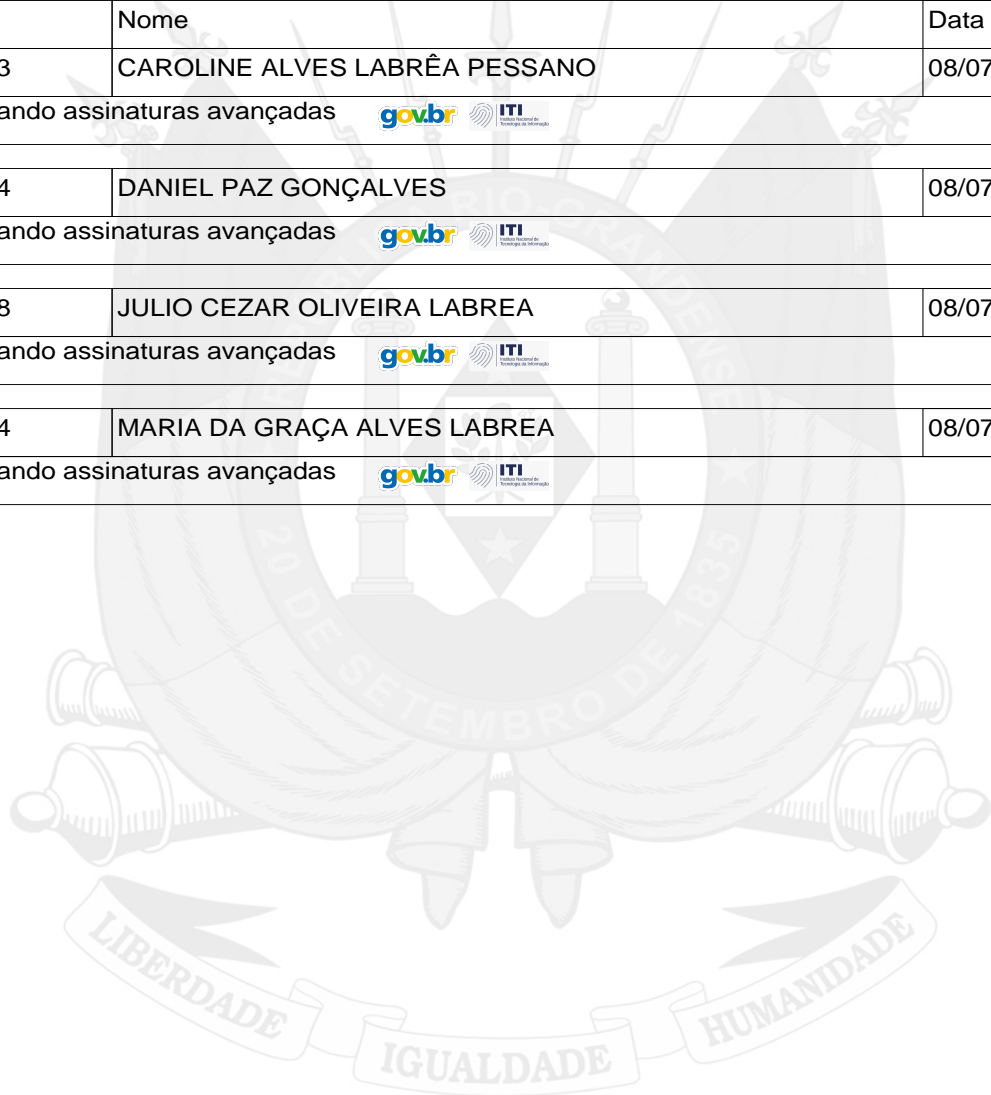 Nome Data
3 CAROLINE ALVES LABRÊA PESSANO 08/07
ando assinaturas avançadas gov.br ITI
4 DANIEL PAZ GONÇALVES 08/07
ando assinaturas avançadas gov.br ITI
8 JULIO CEZAR OLIVEIRA LABREA 08/07
ando assinaturas avançadas gov.br ITI
4 MARIA DA GRAÇA ALVES LABREA 08/07
ando assinaturas avançadas gov.br ITI
REPÚBLICA RIO-GRANDENSE
20 DE SETEMBRO DE 1835
LIBERDADE
IGUALDADE
HUMANIDADE